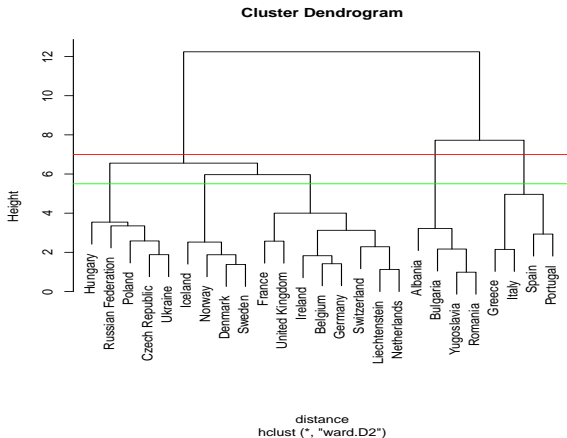 Cluster Dendrogram
Height
12
10
8
6
4
2
0
Hungary
Russian Federation
Poland
Czech Republic
Ukraine
Iceland
Norway
Denmark
Sweden
France
United Kingdom
Ireland
Belgium
Germany
Switzerland
Liechtenstein
Netherlands
Albania
Bulgaria
Yugoslavia
Romania
Greece
Italy
Spain
Portugal
distance
hclust (*, "ward.D2")